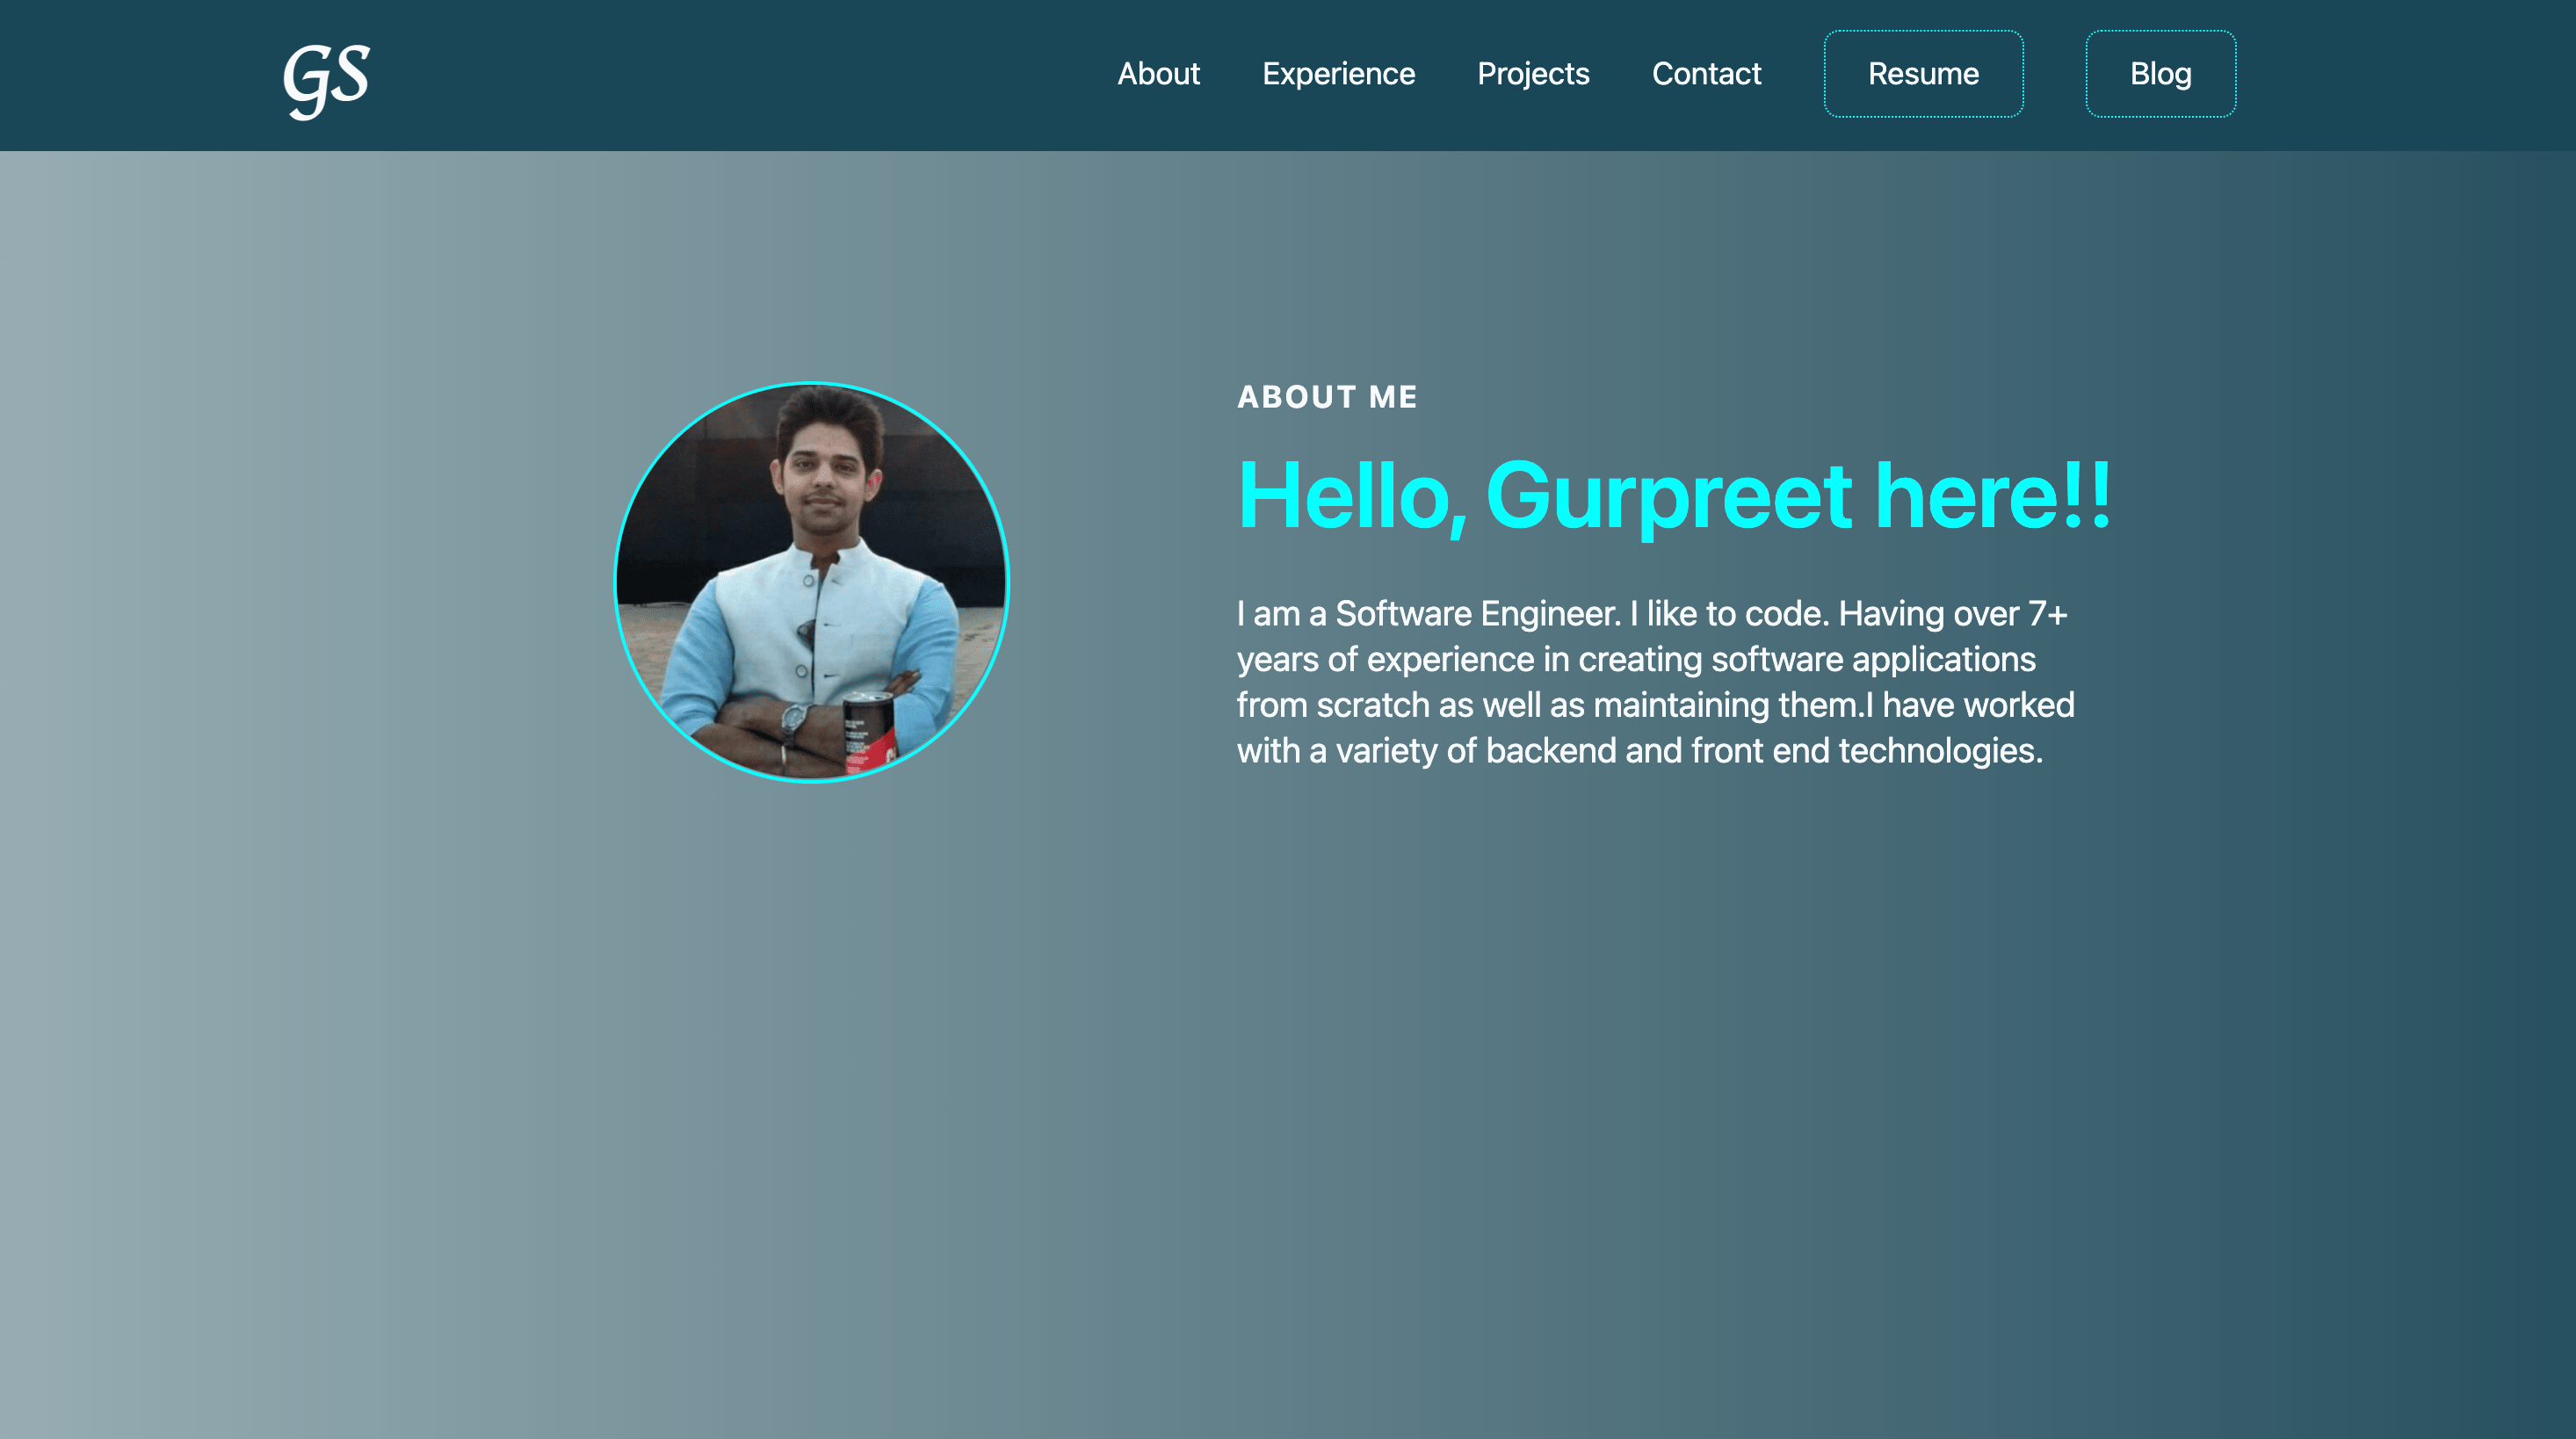 GS
About
Experience
Projects
Contact
Resume
Blog
ABOUT ME
Hello, Gurpreet here!!
I am a Software Engineer. I like to code. Having over 7+
years of experience in creating software applications
from scratch as well as maintaining them.I have worked
with a variety of backend and front end technologies.